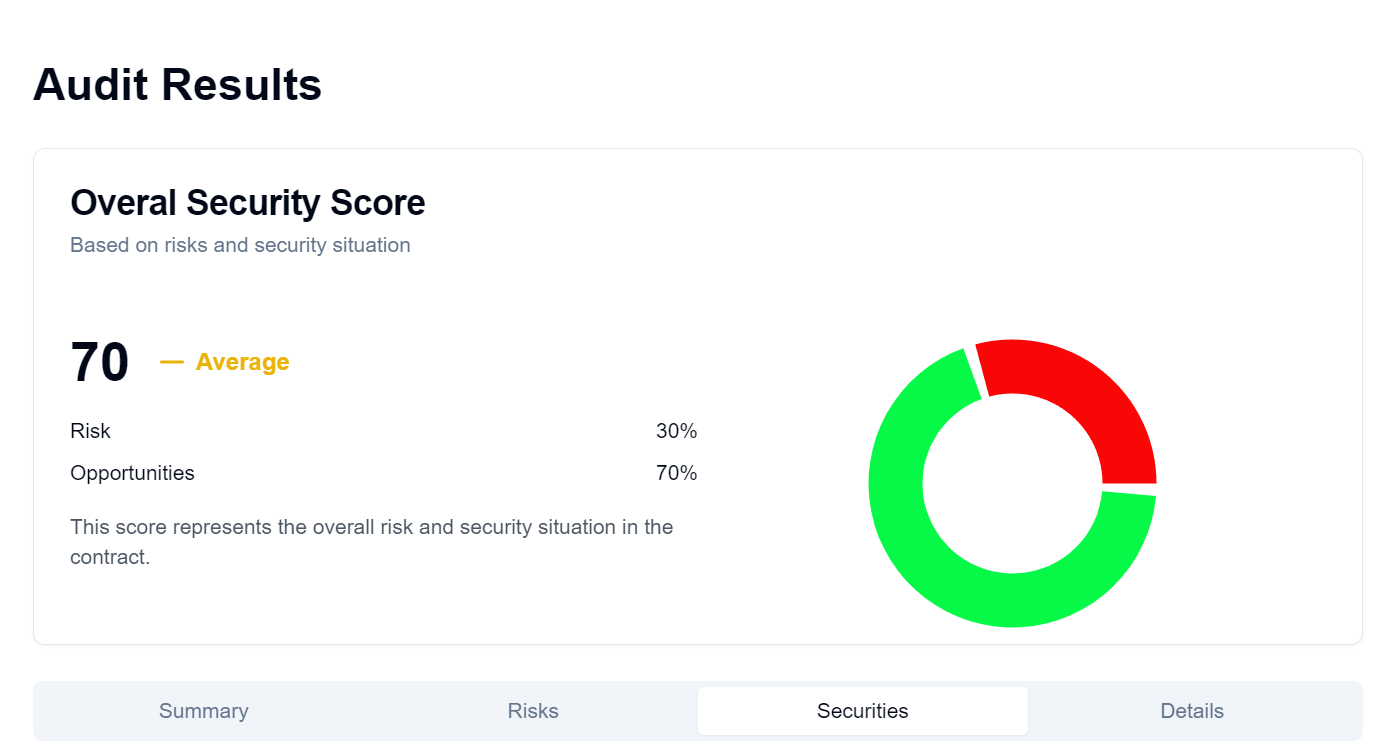 Audit Results
Overal Security Score
Based on risks and security situation
70 — Average
Risk 30%
Opportunities 70%
This score represents the overall risk and security situation in the
contract.
Summary Risks Securities Details